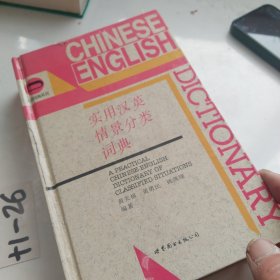 CHINESE
ENGLISH
DICTIONARY
实用汉英
情景分类
词典
A PRACTICAL
CHINESE-ENGLISH
DICTIONARY OF
CLASSIFIED SITUATIONS
编著
世界图书出版公司
H-26